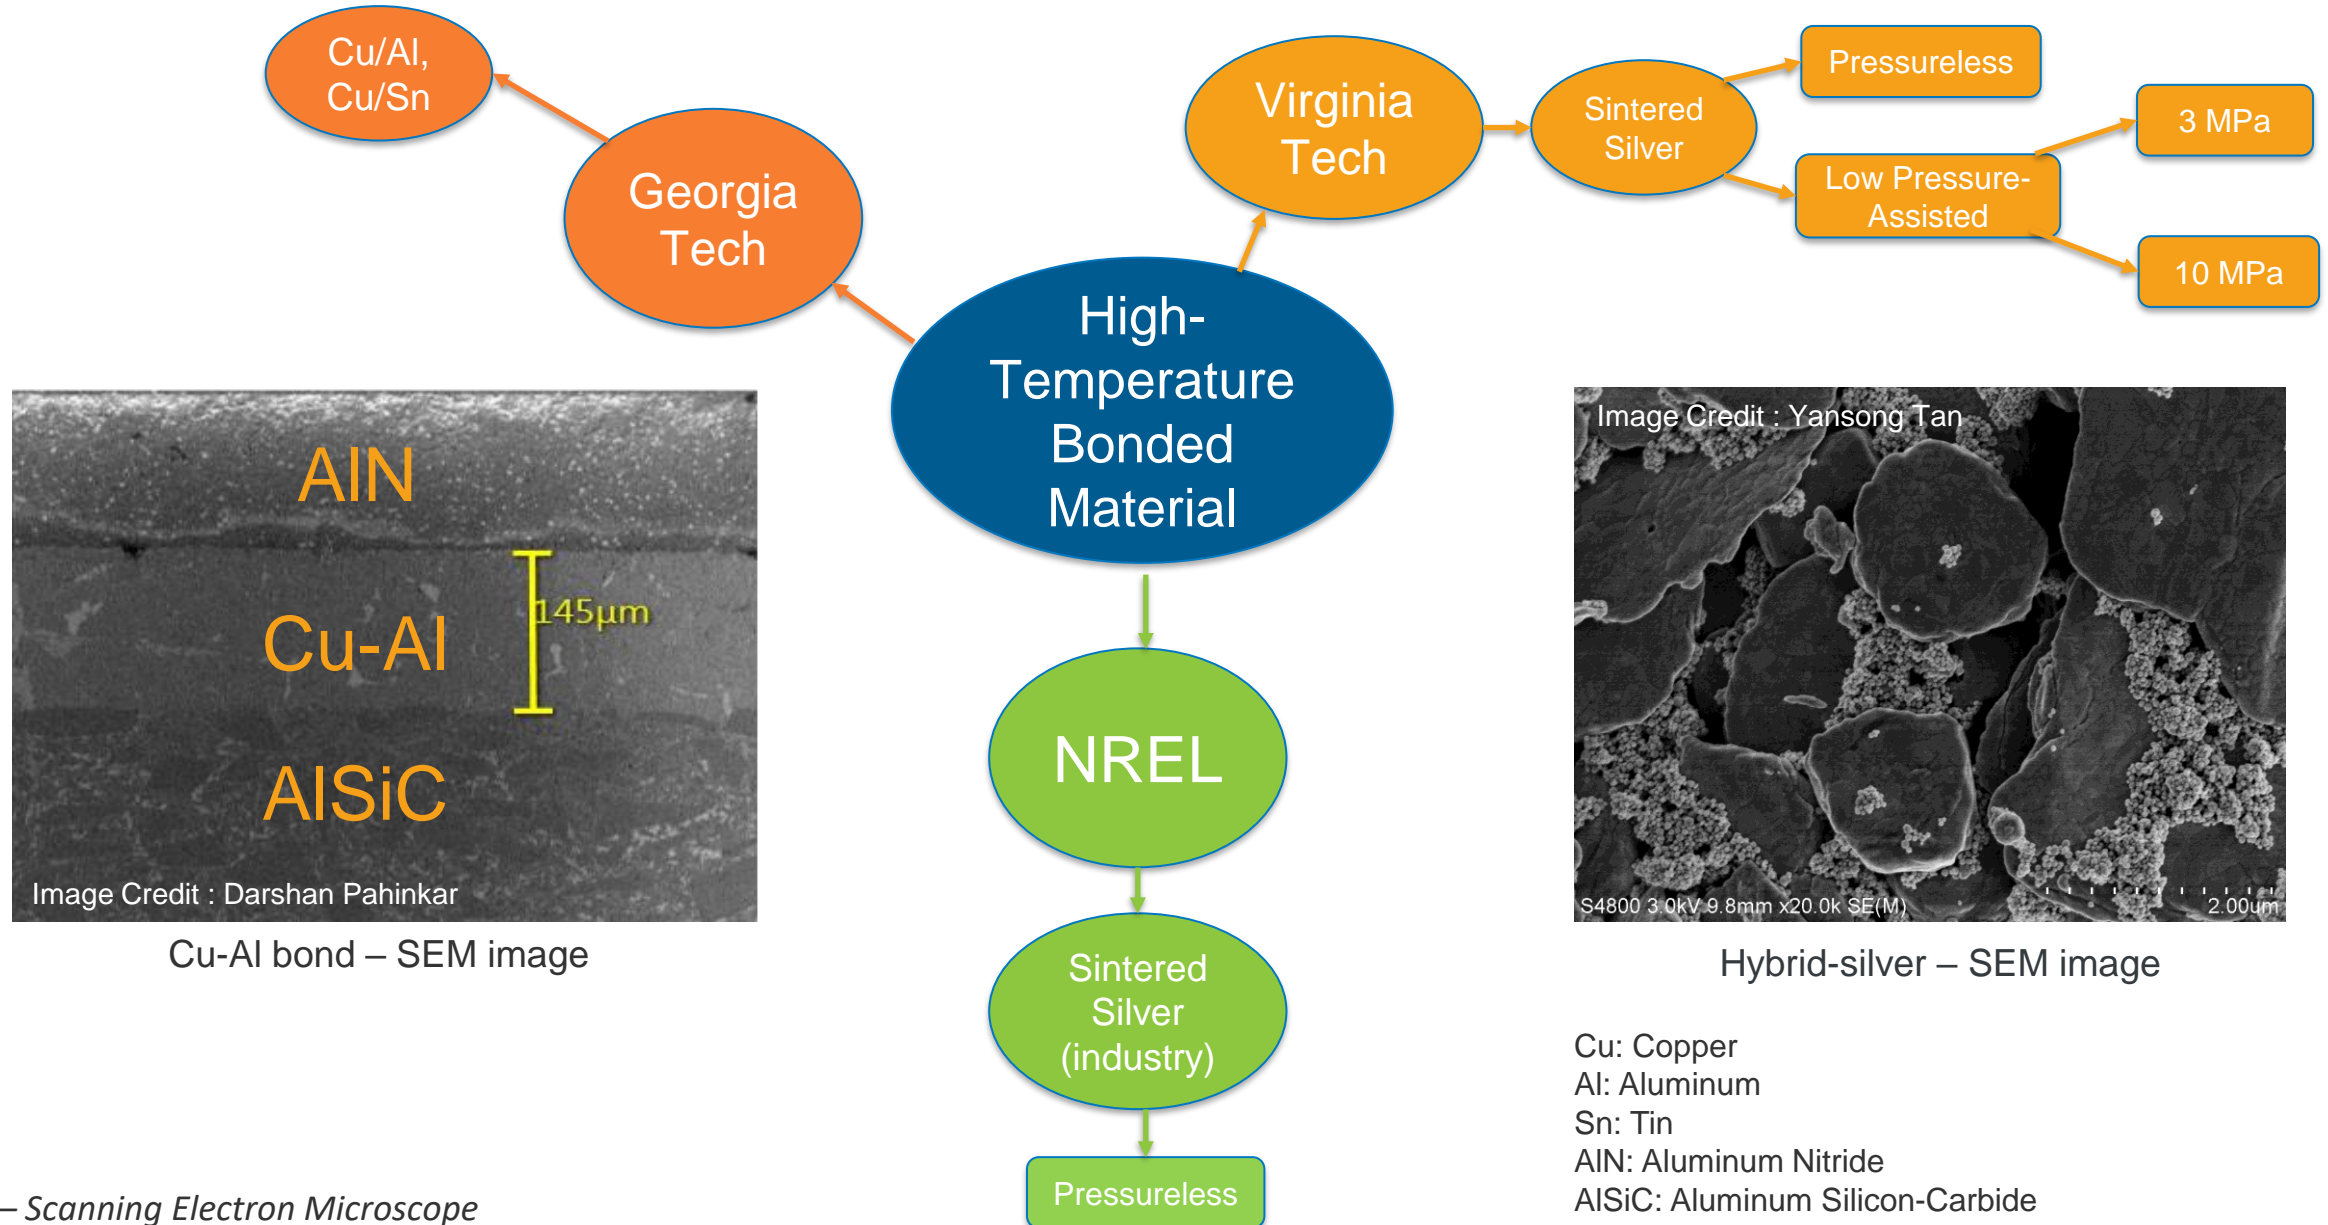 Cu/Al,
Cu/Sn
Georgia
Tech
Virginia
Tech
Sintered
Silver
Pressureless
Low Pressure-
Assisted
3 MPa
10 MPa
High-
Temperature
Bonded
Material
AlN
145µm
Cu-Al
AlSiC
Image Credit : Darshan Pahinkar
Cu-Al bond – SEM image
NREL
Sintered
Silver
(industry)
Pressureless
Image Credit : Yansong Tan
S4800 3.0kV 9.8mm x20.0k SE(M)
2.00um
Hybrid-silver – SEM image
Cu: Copper
Al: Aluminum
Sn: Tin
AlN: Aluminum Nitride
AlSiC: Aluminum Silicon-Carbide
– Scanning Electron Microscope